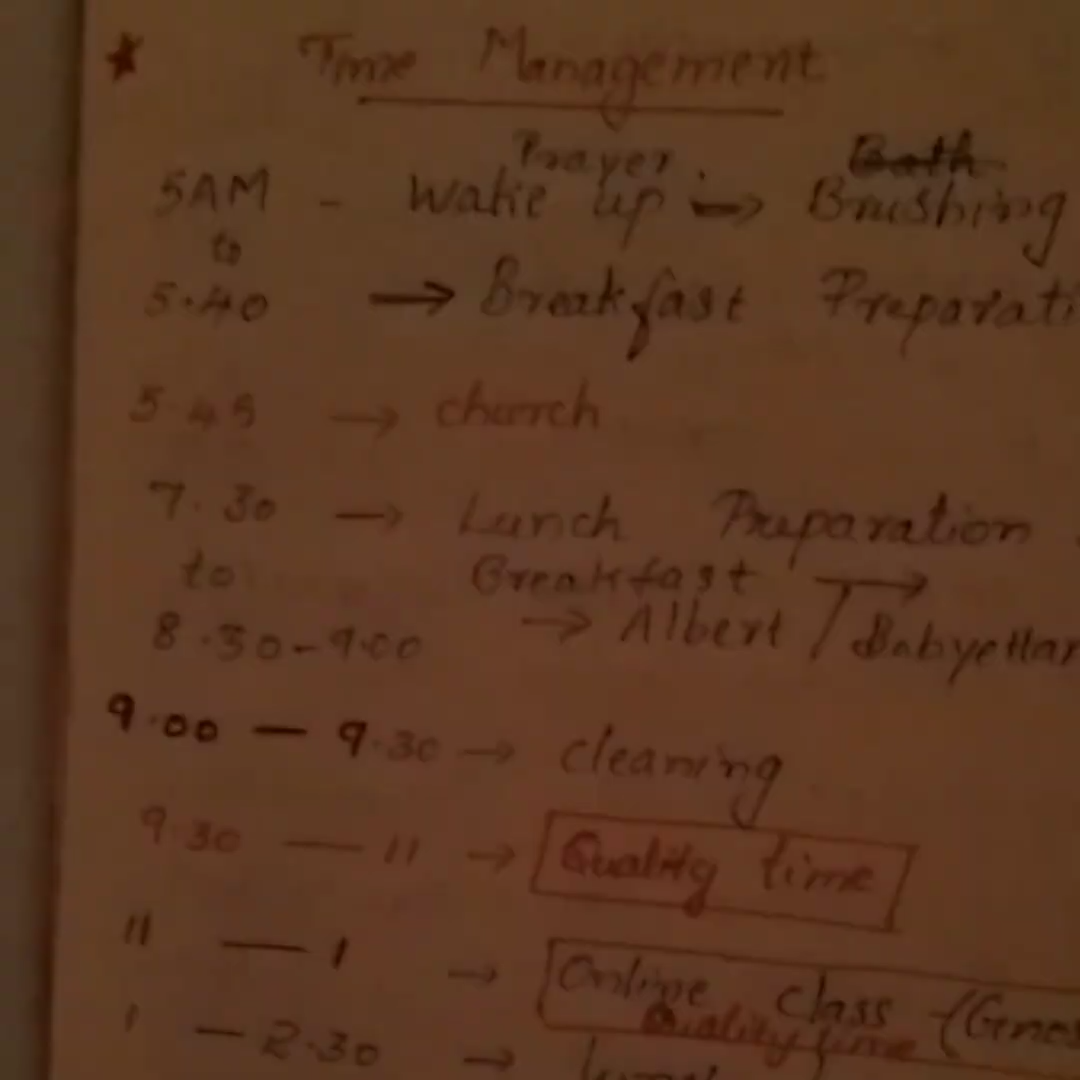 * Time Management
Prayer. Bath
5AM - Wake up → Brushing
to
5.40 → Breakfast Preparati
5.45 → church
7.30 → Lunch Preparation
to Breakfast →
8.30-9.00 → Albert /
9.00 — 9.30 → cleaning
9.30 — 11 → Quality time
11 — 1 → Online class
Quality time
1 — 2.30 →